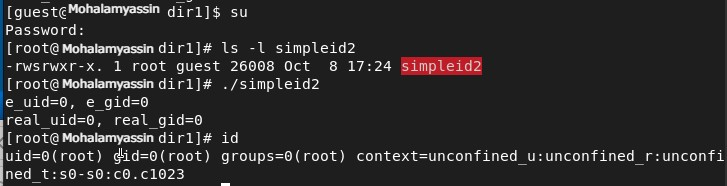 [guest@Mohalamyassin dir1]$ su
Password:
[root@Mohalamyassin dir1]# ls -l simpleid2
-rwsrwxr-x. 1 root guest 26008 Oct  8 17:24 simpleid2
[root@Mohalamyassin dir1]# ./simpleid2
e_uid=0, e_gid=0
real_uid=0, real_gid=0
[root@Mohalamyassin dir1]# id
uid=0(root) gid=0(root) groups=0(root) context=unconfined_u:unconfined_r:unconfi
ned_t:s0-s0:c0.c1023